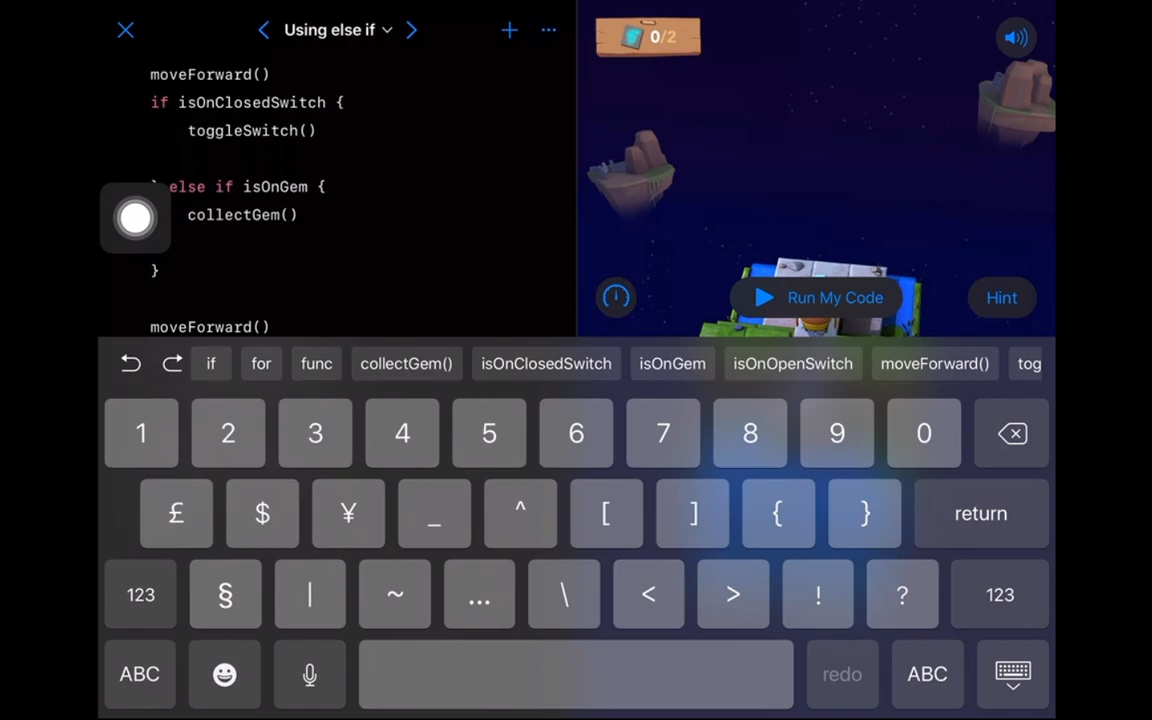 Using else if
0/2
moveForward()
if isOnClosedSwitch {
toggleSwitch()
} else if isOnGem {
collectGem()
}
moveForward()
Run My Code
Hint
if for func collectGem() isOnClosedSwitch isOnGem isOnOpenSwitch moveForward() tog
1 2 3 4 5 6 7 8 9 0
£ $ ¥ _ ^ [ ] { } return
123 § | ~ … \ < > ! ? 123
ABC redo ABC